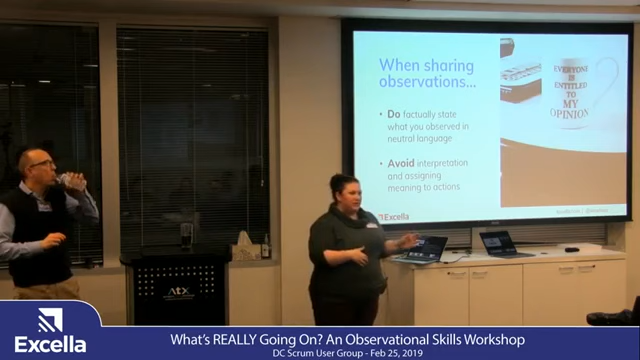 When sharing
observations...
• Do factually state
what you observed in
neutral language
• Avoid interpretation
and assigning
meaning to actions
EVERYONE
IS
ENTITLED
TO
MY
OPINION
Excella
ATX
Excella
What's REALLY Going On? An Observational Skills Workshop
DC Scrum User Group - Feb 25, 2019